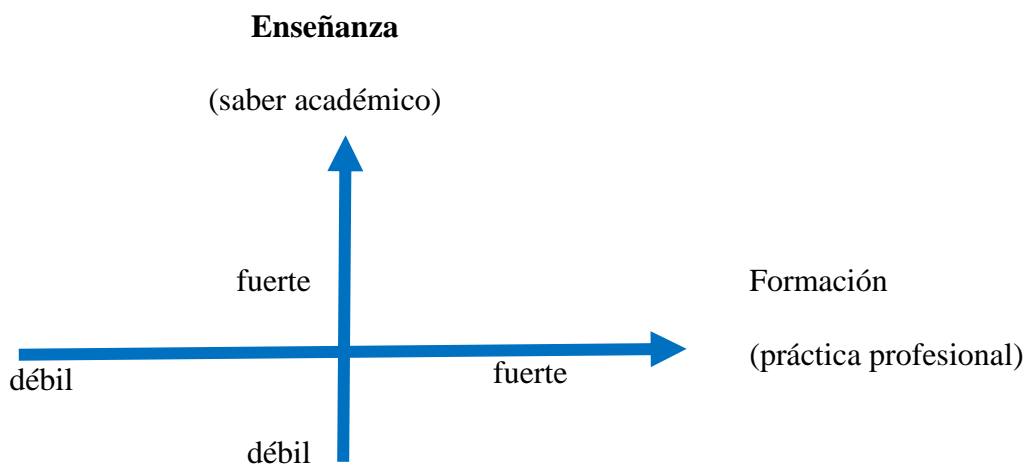 Enseñanza
(saber académico)
fuerte
Formación
(práctica profesional)
débil
fuerte
débil